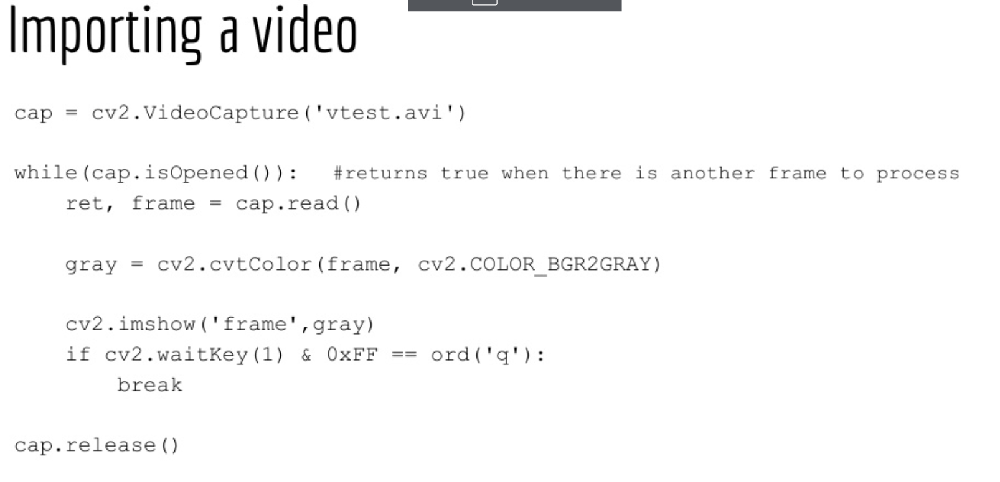 Importing a video
cap = cv2.VideoCapture('vtest.avi')
while(cap.isOpened()):   #returns true when there is another frame to process
    ret, frame = cap.read()
    gray = cv2.cvtColor(frame, cv2.COLOR_BGR2GRAY)
    cv2.imshow('frame',gray)
    if cv2.waitKey(1) & 0xFF == ord('q'):
        break
cap.release()